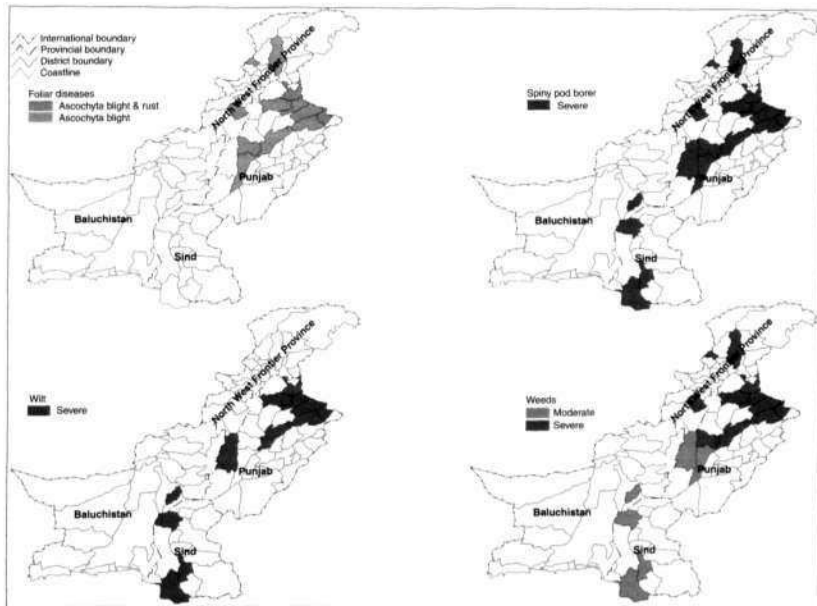 International boundary
Provincial boundary
District boundary
Coastline
Foliar diseases
Ascochyta blight & rust
Ascochyta blight
North West Frontier Province
Punjab
Baluchistan
Sind
Spiny pod borer
Severe
North West Frontier Province
Punjab
Baluchistan
Sind
Wilt
Severe
North West Frontier Province
Punjab
Baluchistan
Sind
Weeds
Moderate
Severe
North West Frontier Province
Punjab
Baluchistan
Sind